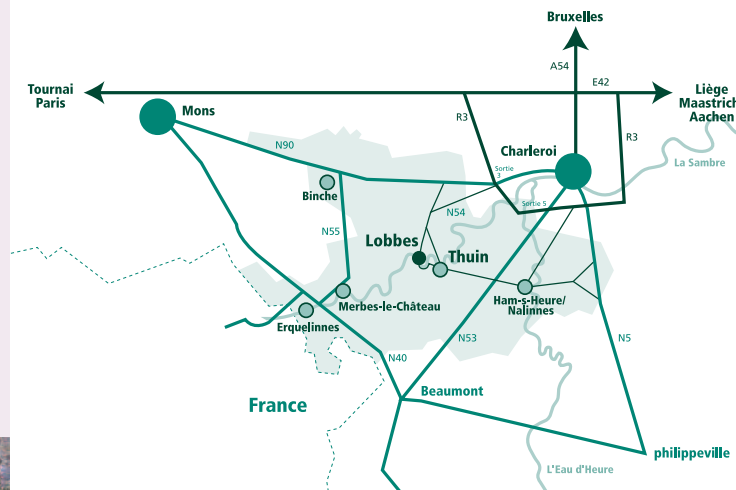 Bruxelles
A54
E42
Tournai
Paris
Liège
Maastrich
Aachen
Mons
R3
R3
Charleroi
La Sambre
N90
Sortie
3
Binche
Sortie 5
N54
N55
Lobbes
Thuin
Merbes-le-Château
Ham-s-Heure/
Nalinnes
Erquelinnes
N53
N5
N40
Beaumont
France
philippeville
L'Eau d'Heure